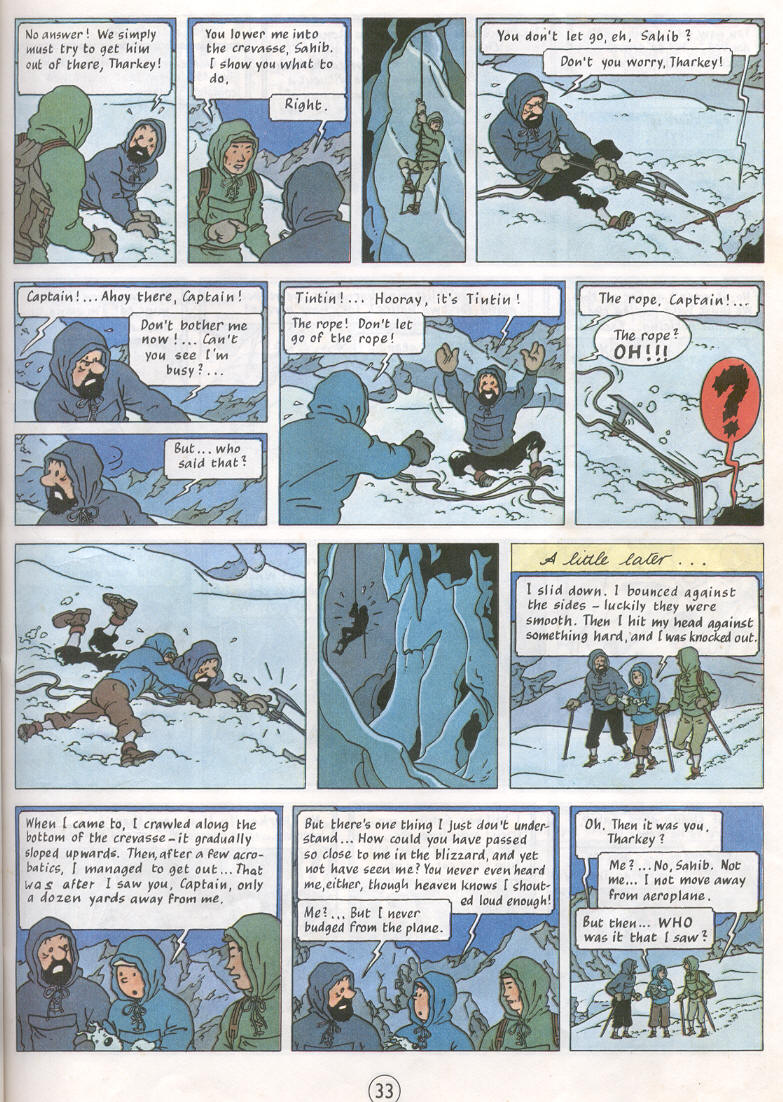 No answer! We simply
must try to get him
out of there, Tharkey!
You lower me into
the crevasse, Sahib.
I show you what to
do.
Right.
You don't let go, eh, Sahib?
Don't you worry, Tharkey!
Captain!... Ahoy there, Captain!
Don't bother me
now!... Can't
you see I'm
busy?...
But... who
said that?
Tintin!... Hooray, it's Tintin!
The rope! Don't let
go of the rope!
The rope, Captain!...
The rope?
OH!!!
?
A little later...
I slid down. I bounced against
the sides – luckily they were
smooth. Then I hit my head against
something hard, and I was knocked out.
When I came to, I crawled along the
bottom of the crevasse – it gradually
sloped upwards. Then, after a few acro-
batics, I managed to get out... That
was after I saw you, Captain, only
a dozen yards away from me.
But there's one thing I just don't under-
stand... How could you have passed
so close to me in the blizzard, and yet
not have seen me? You never even heard
me, either, though heaven knows I shout-
ed loud enough!
Me?... But I never
budged from the plane.
Oh. Then it was you,
Tharkey?
Me?... No, Sahib. Not
me... I not move away
from aeroplane.
But then... WHO
was it that I saw?
33